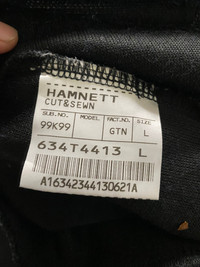 HAMNETT
CUT&SEWN
SUB.NO. MODEL FACT.NO. SIZE
99K99 GTN L
634T4413 L
A16342344130621A